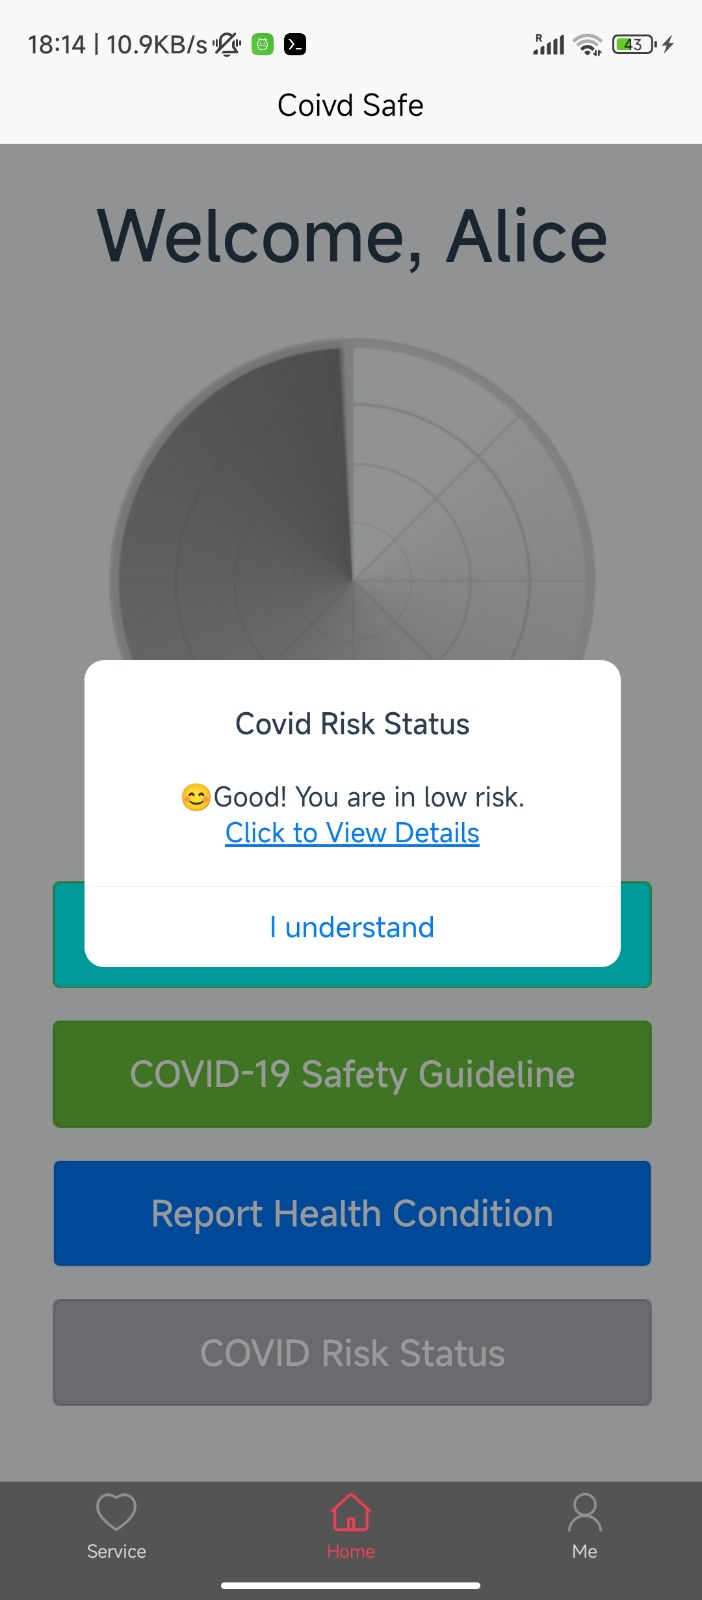 18:14 | 10.9KB/s
R
43
Coivd Safe
Welcome, Alice
Covid Risk Status
😊Good! You are in low risk.
Click to View Details
I understand
COVID-19 Safety Guideline
Report Health Condition
COVID Risk Status
Service
Home
Me